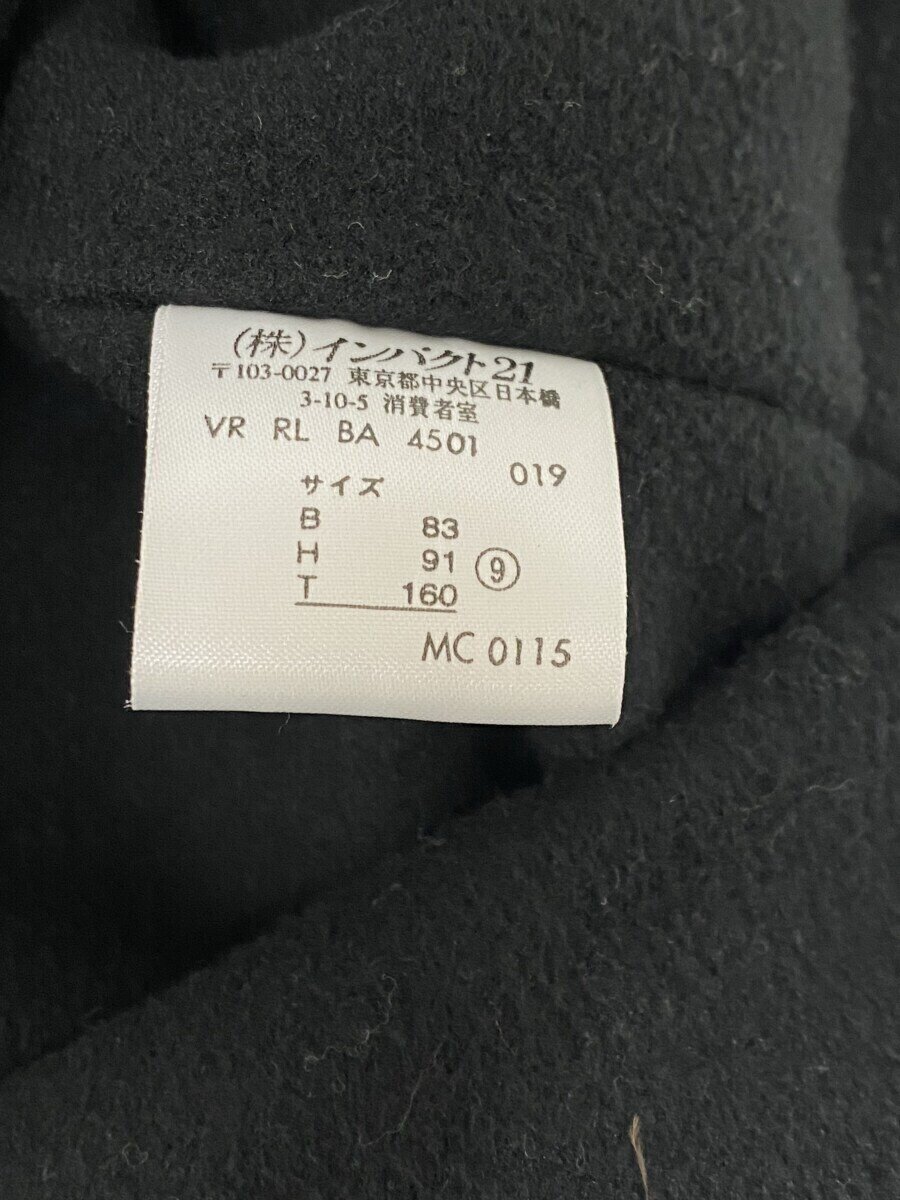 (株)インパクト21
〒103-0027 東京都中央区日本橋
3-10-5 消費者室
VR RL BA 4501
019
サイズ
B 83
H 91 ⑨
T 160
MC 0115